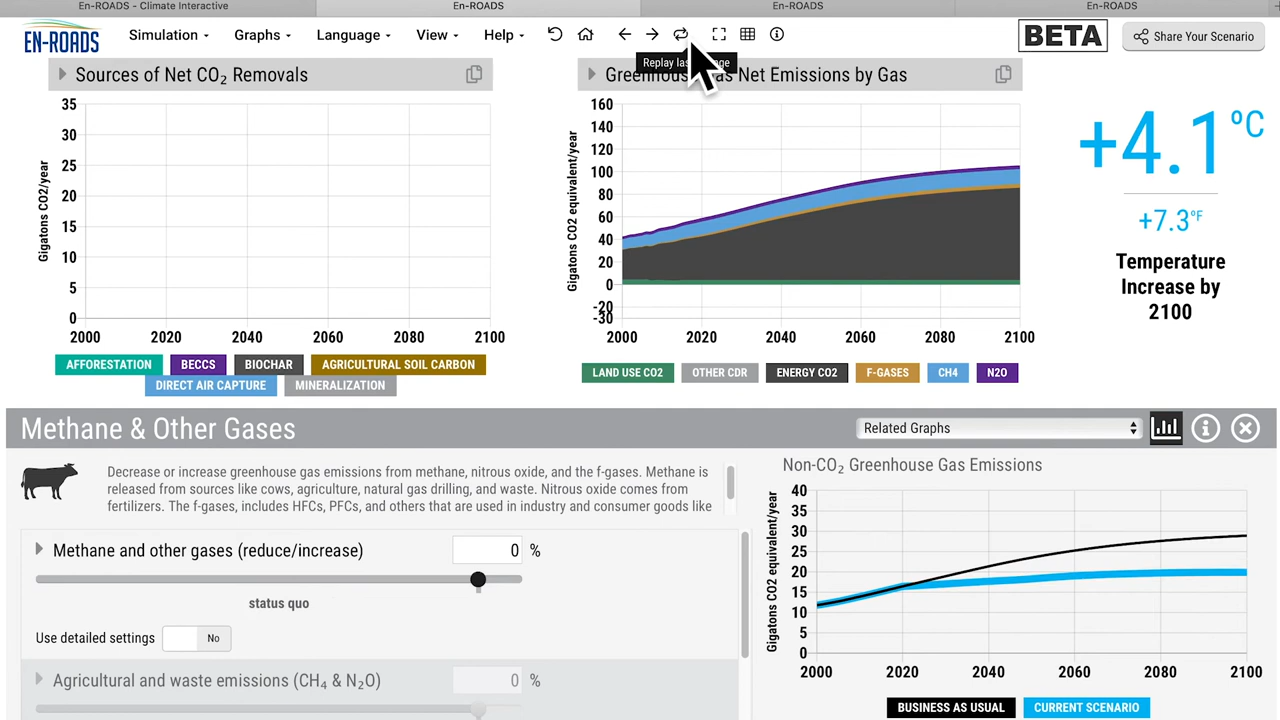 En-ROADS - Climate Interactive
En-ROADS
En-ROADS
En-ROADS
EN-ROADS
Simulation
Graphs
Language
View
Help
BETA
Share Your Scenario
Replay la
ge
Sources of Net CO₂ Removals
Gigatons CO2/year
35
30
25
20
15
10
5
0
2000 2020 2040 2060 2080 2100
AFFORESTATION BECCS BIOCHAR AGRICULTURAL SOIL CARBON
DIRECT AIR CAPTURE MINERALIZATION
Greenhouse Gas Net Emissions by Gas
Gigatons CO2 equivalent/year
160
140
120
100
80
60
40
20
0
-20
-30
2000 2020 2040 2060 2080 2100
LAND USE CO2 OTHER CDR ENERGY CO2 F-GASES CH4 N2O
+4.1 ºC
+7.3 ºF
Temperature
Increase by
2100
Methane & Other Gases
Related Graphs
Decrease or increase greenhouse gas emissions from methane, nitrous oxide, and the f-gases. Methane is
released from sources like cows, agriculture, natural gas drilling, and waste. Nitrous oxide comes from
fertilizers. The f-gases, includes HFCs, PFCs, and others that are used in industry and consumer goods like
Methane and other gases (reduce/increase) 0 %
status quo
Use detailed settings No
Agricultural and waste emissions (CH₄ & N₂O) 0 %
Non-CO₂ Greenhouse Gas Emissions
Gigatons CO2 equivalent/year
40
35
30
25
20
15
10
5
0
2000 2020 2040 2060 2080 2100
BUSINESS AS USUAL CURRENT SCENARIO